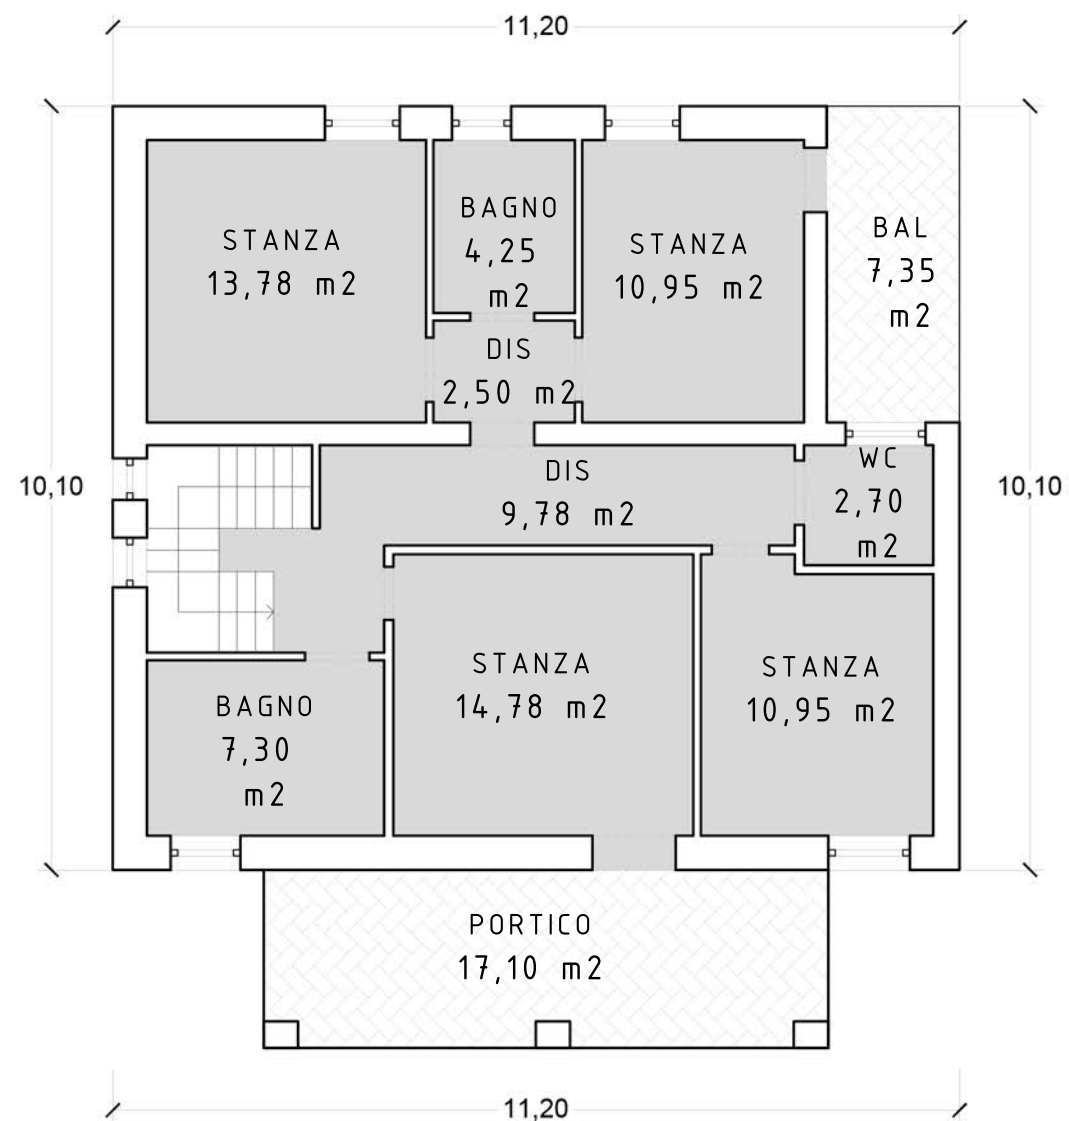 11,20
BAGNO
4,25
m2
STANZA
13,78 m2
STANZA
10,95 m2
BAL
7,35
m2
DIS
2,50 m2
10,10
DIS
9,78 m2
WC
2,70
m2
10,10
STANZA
14,78 m2
STANZA
10,95 m2
BAGNO
7,30
m2
PORTICO
17,10 m2
11,20